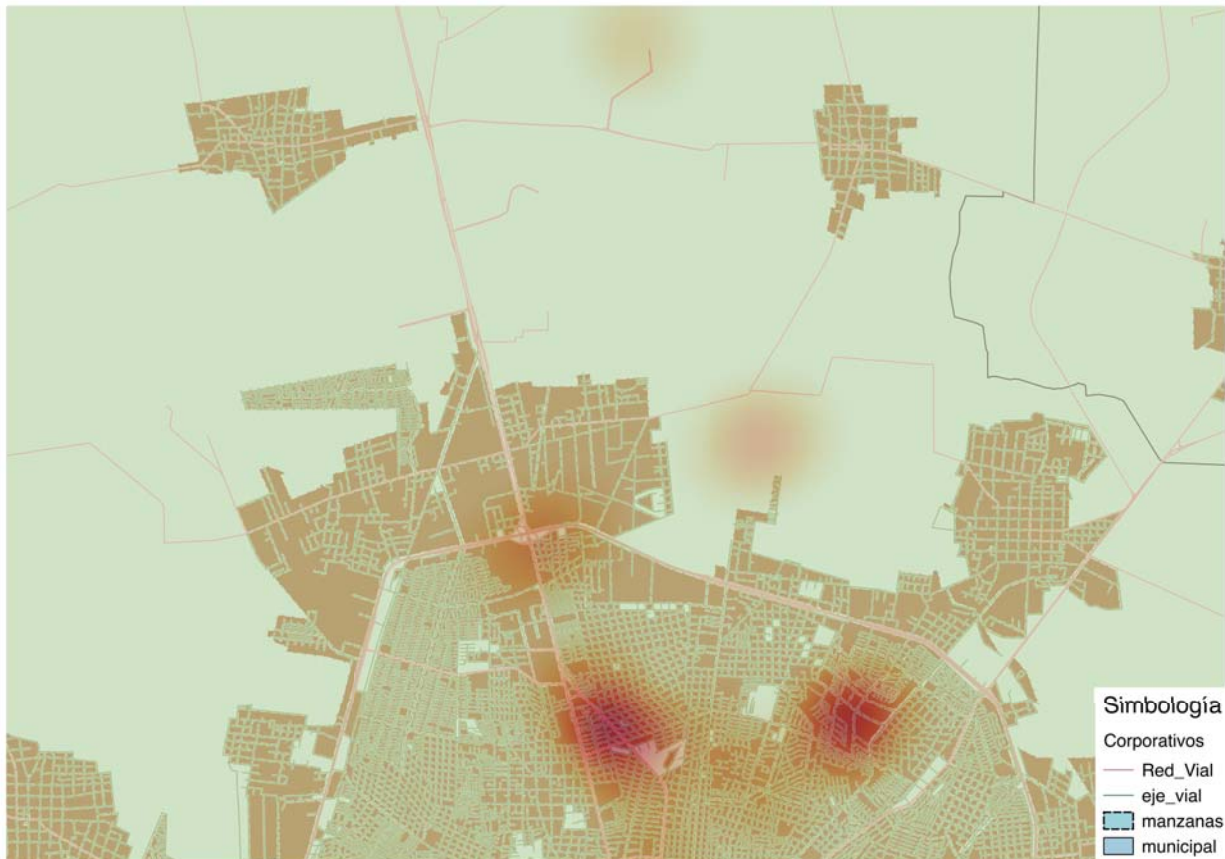 Simbología
Corporativos
Red_Vial
eje_vial
manzanas
municipal